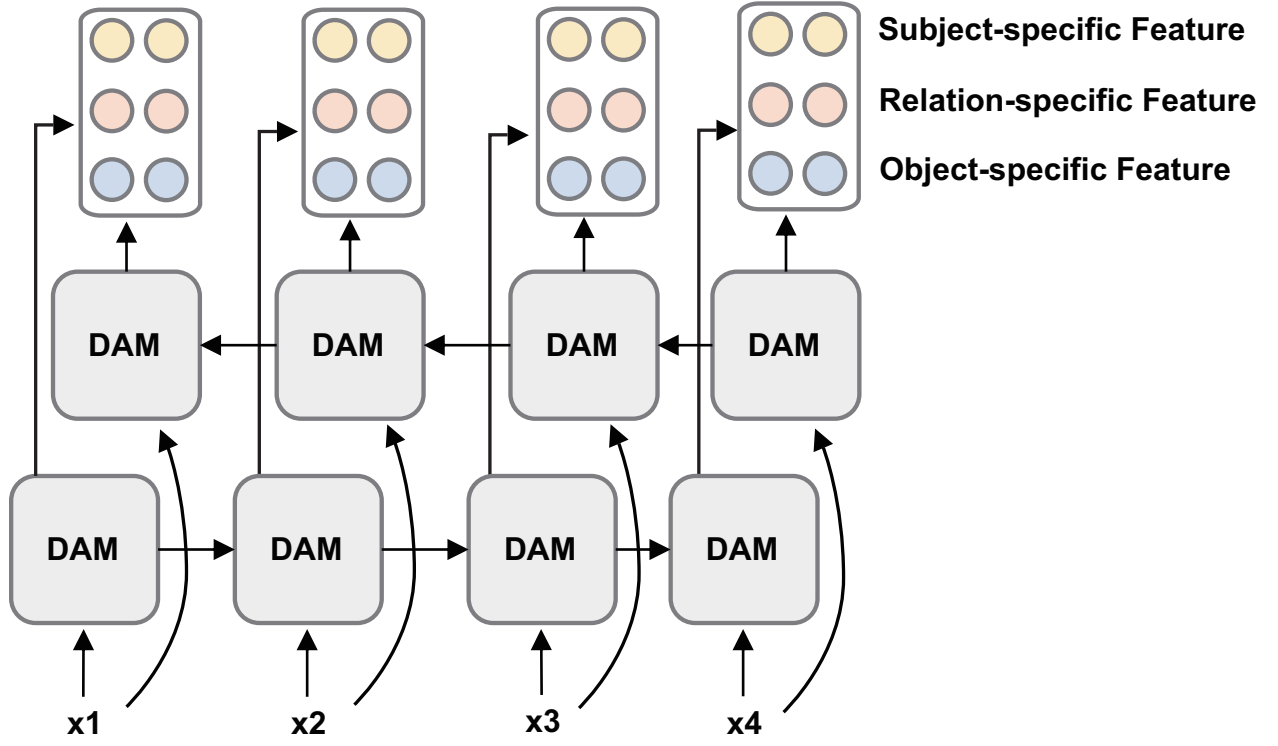 Subject-specific Feature
Relation-specific Feature
Object-specific Feature
DAM DAM DAM DAM
DAM DAM DAM DAM
x1 x2 x3 x4